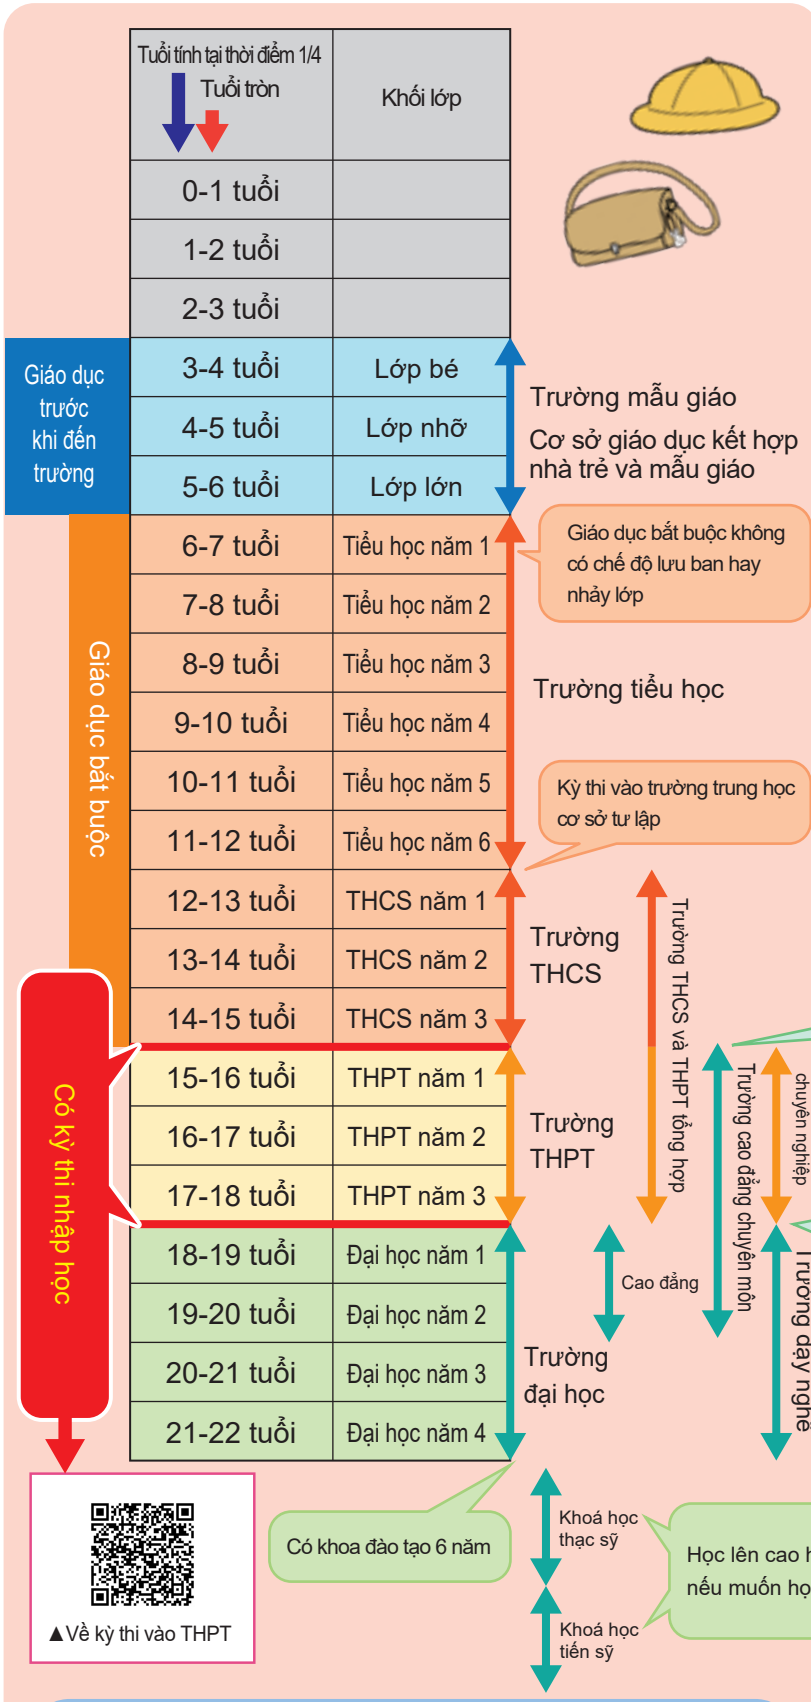 Tuổi tính tại thời điểm 1/4
Tuổi tròn
Khối lớp
0-1 tuổi
1-2 tuổi
2-3 tuổi
Giáo dục
trước
khi đến
trường
3-4 tuổi
Lớp bé
4-5 tuổi
Lớp nhỡ
5-6 tuổi
Lớp lớn
Trường mẫu giáo
Cơ sở giáo dục kết hợp
nhà trẻ và mẫu giáo
Giáo dục bắt buộc
6-7 tuổi
Tiểu học năm 1
7-8 tuổi
Tiểu học năm 2
8-9 tuổi
Tiểu học năm 3
9-10 tuổi
Tiểu học năm 4
10-11 tuổi
Tiểu học năm 5
11-12 tuổi
Tiểu học năm 6
Giáo dục bắt buộc không
có chế độ lưu ban hay
nhảy lớp
Trường tiểu học
Kỳ thi vào trường trung học
cơ sở tư lập
12-13 tuổi
THCS năm 1
13-14 tuổi
THCS năm 2
14-15 tuổi
THCS năm 3
Trường
THCS
Trường THCS và THPT tổng hợp
Có kỳ thi nhập học
15-16 tuổi
THPT năm 1
16-17 tuổi
THPT năm 2
17-18 tuổi
THPT năm 3
Trường
THPT
Trường cao đẳng chuyên môn
chuyên nghiệp
18-19 tuổi
Đại học năm 1
19-20 tuổi
Đại học năm 2
20-21 tuổi
Đại học năm 3
21-22 tuổi
Đại học năm 4
Cao đẳng
Trường
đại học
Trường dạy nghề
Có khoa đào tạo 6 năm
Khoá học
thạc sỹ
Khoá học
tiến sỹ
Học lên cao
nếu muốn
▲Về kỳ thi vào THPT